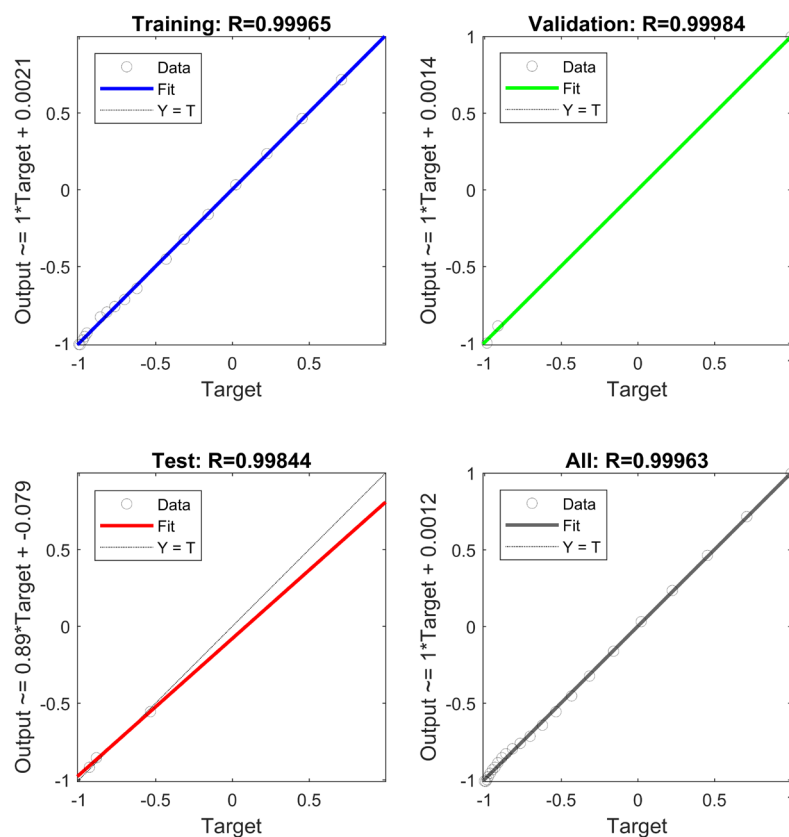 Training: R=0.99965
Output ~= 1*Target + 0.0021
Data
Fit
Y = T
0.5
0
-0.5
-1
-1
-0.5
0
0.5
Target
Validation: R=0.99984
Output ~= 1*Target + 0.0014
Data
Fit
Y = T
1
0.5
0
-0.5
-1
-1
-0.5
0
0.5
1
Target
Test: R=0.99844
Output ~= 0.89*Target + -0.079
Data
Fit
Y = T
0.5
0
-0.5
-1
-1
-0.5
0
0.5
Target
All: R=0.99963
Output ~= 1*Target + 0.0012
Data
Fit
Y = T
1
0.5
0
-0.5
-1
-1
-0.5
0
0.5
1
Target